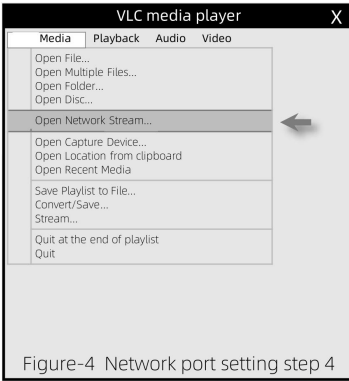 VLC media player X
Media Playback Audio Video
Open File...
Open Multiple Files...
Open Folder...
Open Disc...
Open Network Stream...
Open Capture Device...
Open Location from clipboard
Open Recent Media
Save Playlist to File...
Convert/Save...
Stream...
Quit at the end of playlist
Quit
Figure-4 Network port setting step 4